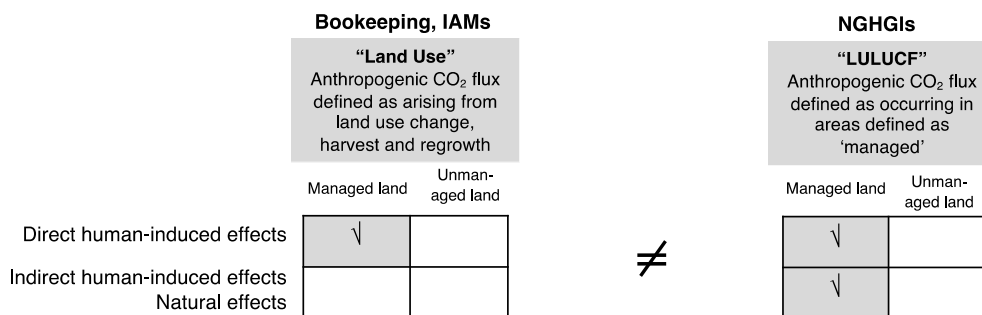 Bookeeping, IAMs
“Land Use”
Anthropogenic CO₂ flux
defined as arising from
land use change,
harvest and regrowth
NGHGIs
“LULUCF”
Anthropogenic CO₂ flux
defined as occurring in
areas defined as
‘managed’
Managed land
Unman-
aged land
Managed land
Unman-
aged land
Direct human-induced effects
√
≠
√
Indirect human-induced effects
Natural effects
√